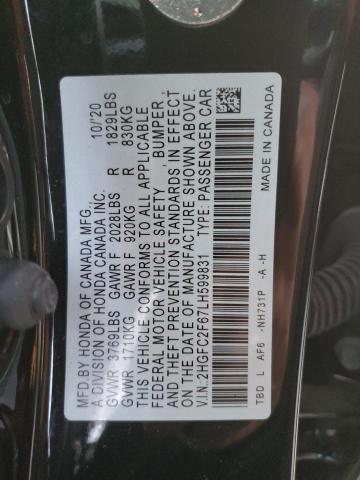 MFD.BY HONDA OF CANADA MFG.
A DIVISION OF HONDA CANADA INC. 10/20
GVWR 3769LBS GAWR F 2028LBS R 1829LBS
GVWR 1710KG GAWR F 920KG R 830KG
THIS VEHICLE CONFORMS TO ALL APPLICABLE
FEDERAL MOTOR VEHICLE SAFETY , BUMPER ,
AND THEFT PREVENTION STANDARDS IN EFFECT
ON THE DATE OF MANUFACTURE SHOWN ABOVE.
V.I.N:2HGFC2F67LH599831 TYPE: PASSENGER CAR
TBD L AF6 -NH731P -A -H MADE IN CANADA